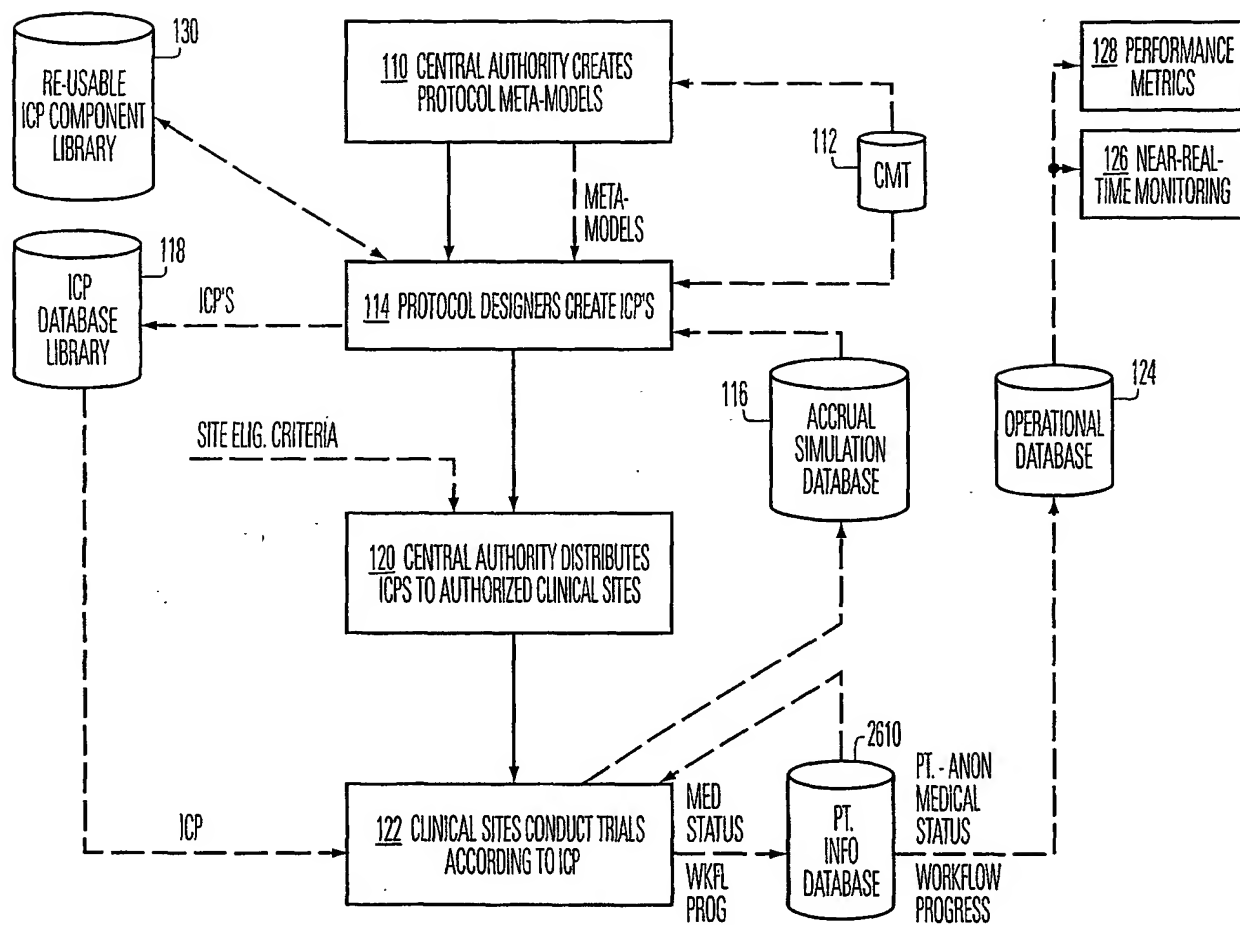 130
RE-USABLE
ICP COMPONENT
LIBRARY
110 CENTRAL AUTHORITY CREATES
PROTOCOL META-MODELS
112
CMT
128 PERFORMANCE
METRICS
126 NEAR-REAL-
TIME MONITORING
META-
MODELS
118
ICP
DATABASE
LIBRARY
ICP'S
114 PROTOCOL DESIGNERS CREATE ICP'S
116
ACCRUAL
SIMULATION
DATABASE
124
OPERATIONAL
DATABASE
SITE ELIG. CRITERIA
120 CENTRAL AUTHORITY DISTRIBUTES
ICPS TO AUTHORIZED CLINICAL SITES
ICP
122 CLINICAL SITES CONDUCT TRIALS
ACCORDING TO ICP
MED
STATUS
WKFL
PROG
2610
PT.
INFO
DATABASE
PT. - ANON
MEDICAL
STATUS
WORKFLOW
PROGRESS